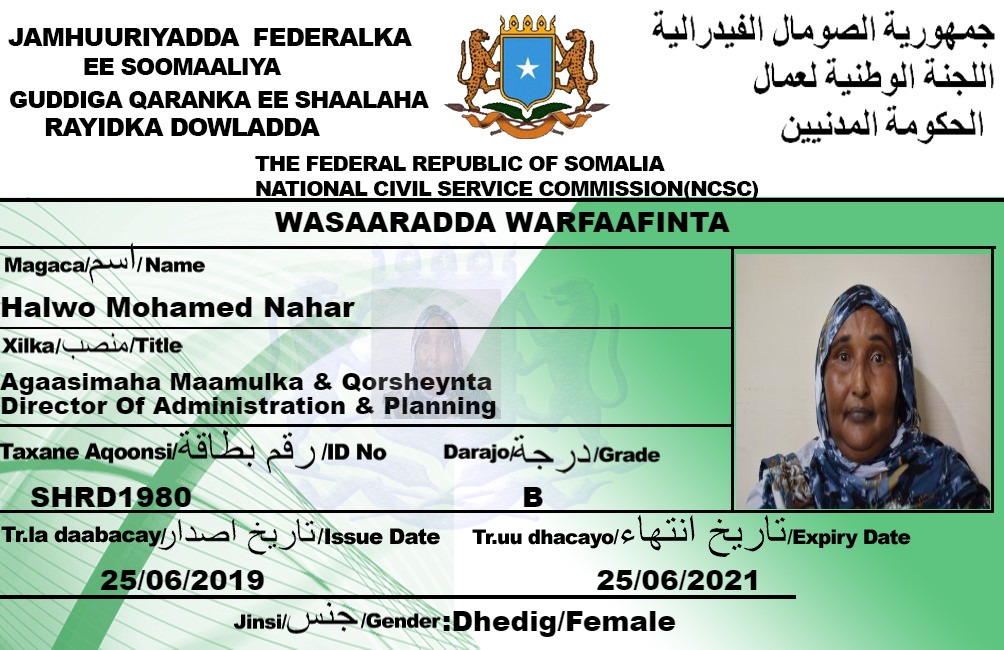 JAMHUURIYADDA FEDERALKA
EE SOOMAALIYA
GUDDIGA QARANKA EE SHAALAHA
RAYIDKA DOWLADDA
جمهورية الصومال الفيدرالية
اللجنة الوطنية لعمال
الحكومة المدنيين
THE FEDERAL REPUBLIC OF SOMALIA
NATIONAL CIVIL SERVICE COMMISSION(NCSC)
WASAARADDA WARFAAFINTA
Magaca/اسم/Name
Halwo Mohamed Nahar
Xilka/منصب/Title
Agaasimaha Maamulka & Qorsheynta
Director Of Administration & Planning
Taxane Aqoonsi/رقم بطاقة/ID No
Darajo/درجة/Grade
SHRD1980
B
Tr.la daabacay/تاريخ اصدار/Issue Date
Tr.uu dhacayo/تاريخ انتهاء/Expiry Date
25/06/2019
25/06/2021
Jinsi/جنس/Gender:Dhedig/Female